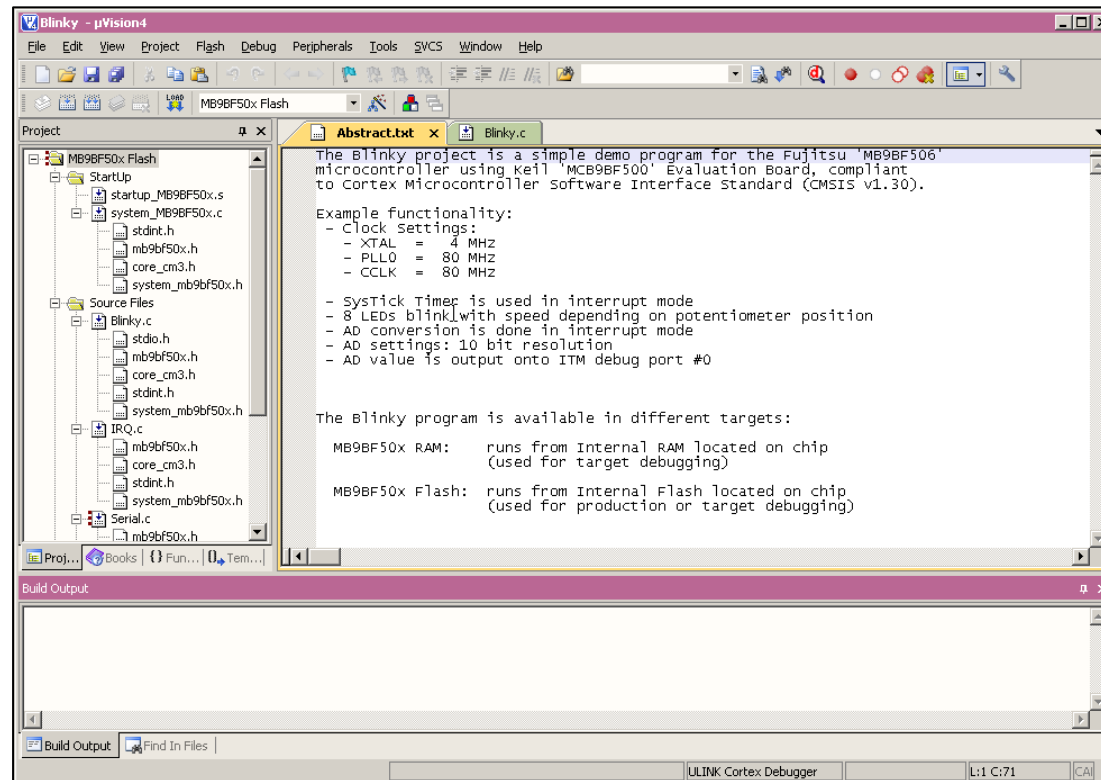 Blinky - µVision4
File Edit View Project Flash Debug Peripherals Tools SVCS Window Help
LOAD MB9BF50x Flash
Project
MB9BF50x Flash
StartUp
startup_MB9BF50x.s
system_MB9BF50x.c
stdint.h
mb9bf50x.h
core_cm3.h
system_mb9bf50x.h
Source Files
Blinky.c
stdio.h
mb9bf50x.h
core_cm3.h
stdint.h
system_mb9bf50x.h
IRQ.c
mb9bf50x.h
core_cm3.h
stdint.h
system_mb9bf50x.h
Serial.c
mb9bf50x.h
Proj... Books {} Fun... 0 Tem...
Abstract.txt x Blinky.c
The Blinky project is a simple demo program for the Fujitsu 'MB9BF506'
microcontroller using Keil 'MCB9BF500' Evaluation Board, compliant
to Cortex Microcontroller Software Interface Standard (CMSIS v1.30).
Example functionality:
- Clock Settings:
- XTAL = 4 MHz
- PLL0 = 80 MHz
- CCLK = 80 MHz
- SysTick Timer is used in interrupt mode
- 8 LEDs blink with speed depending on potentiometer position
- AD conversion is done in interrupt mode
- AD settings: 10 bit resolution
- AD value is output onto ITM debug port #0
The Blinky program is available in different targets:
MB9BF50x RAM: runs from Internal RAM located on chip
(used for target debugging)
MB9BF50x Flash: runs from Internal Flash located on chip
(used for production or target debugging)
Build Output
Build Output Find In Files
ULINK Cortex Debugger L:1 C:71 CAP